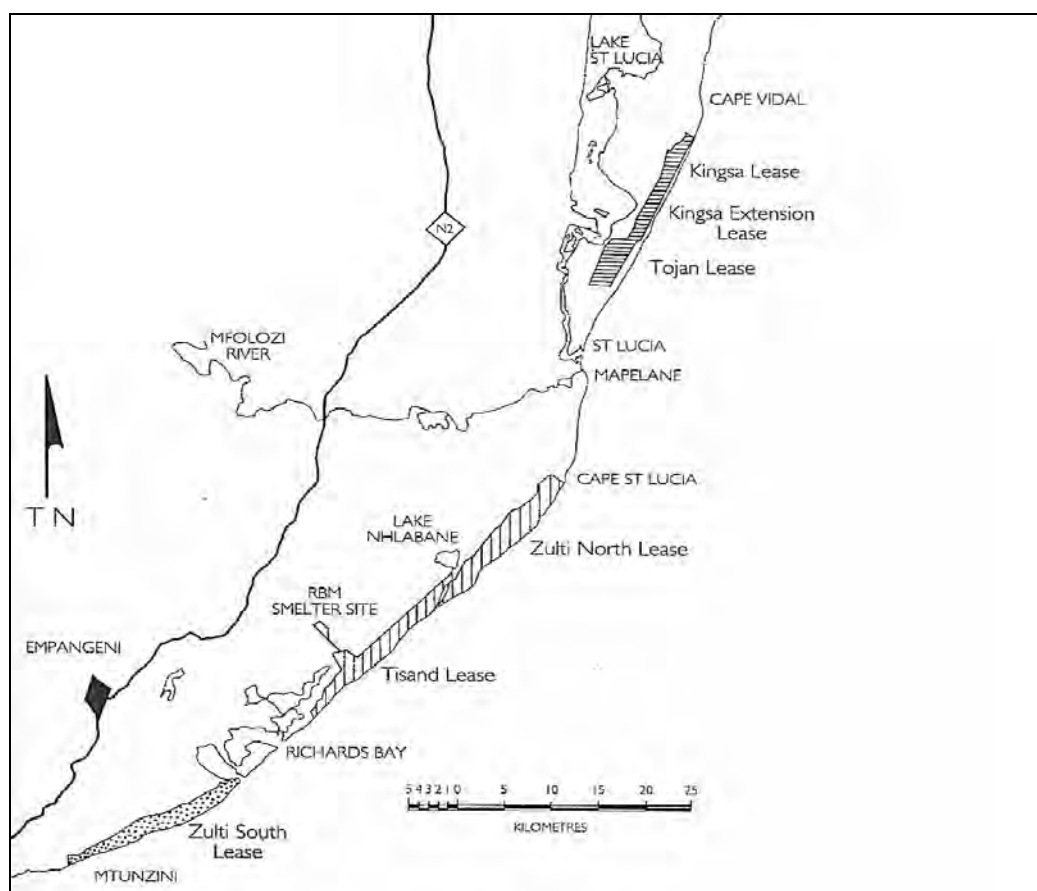 LAKE
ST LUCIA
CAPE VIDAL
Kingsa Lease
Kingsa Extension
Lease
N2
Tojan Lease
MFOLOZI
RIVER
ST LUCIA
MAPELANE
TN
CAPE ST LUCIA
LAKE
NHLABANE
Zulti North Lease
RBM
SMELTER SITE
EMPANGENI
Tisand Lease
RICHARDS BAY
5 4 3 2 1 0 5 10 15 20 25
KILOMETRES
Zulti South
Lease
MTUNZINI